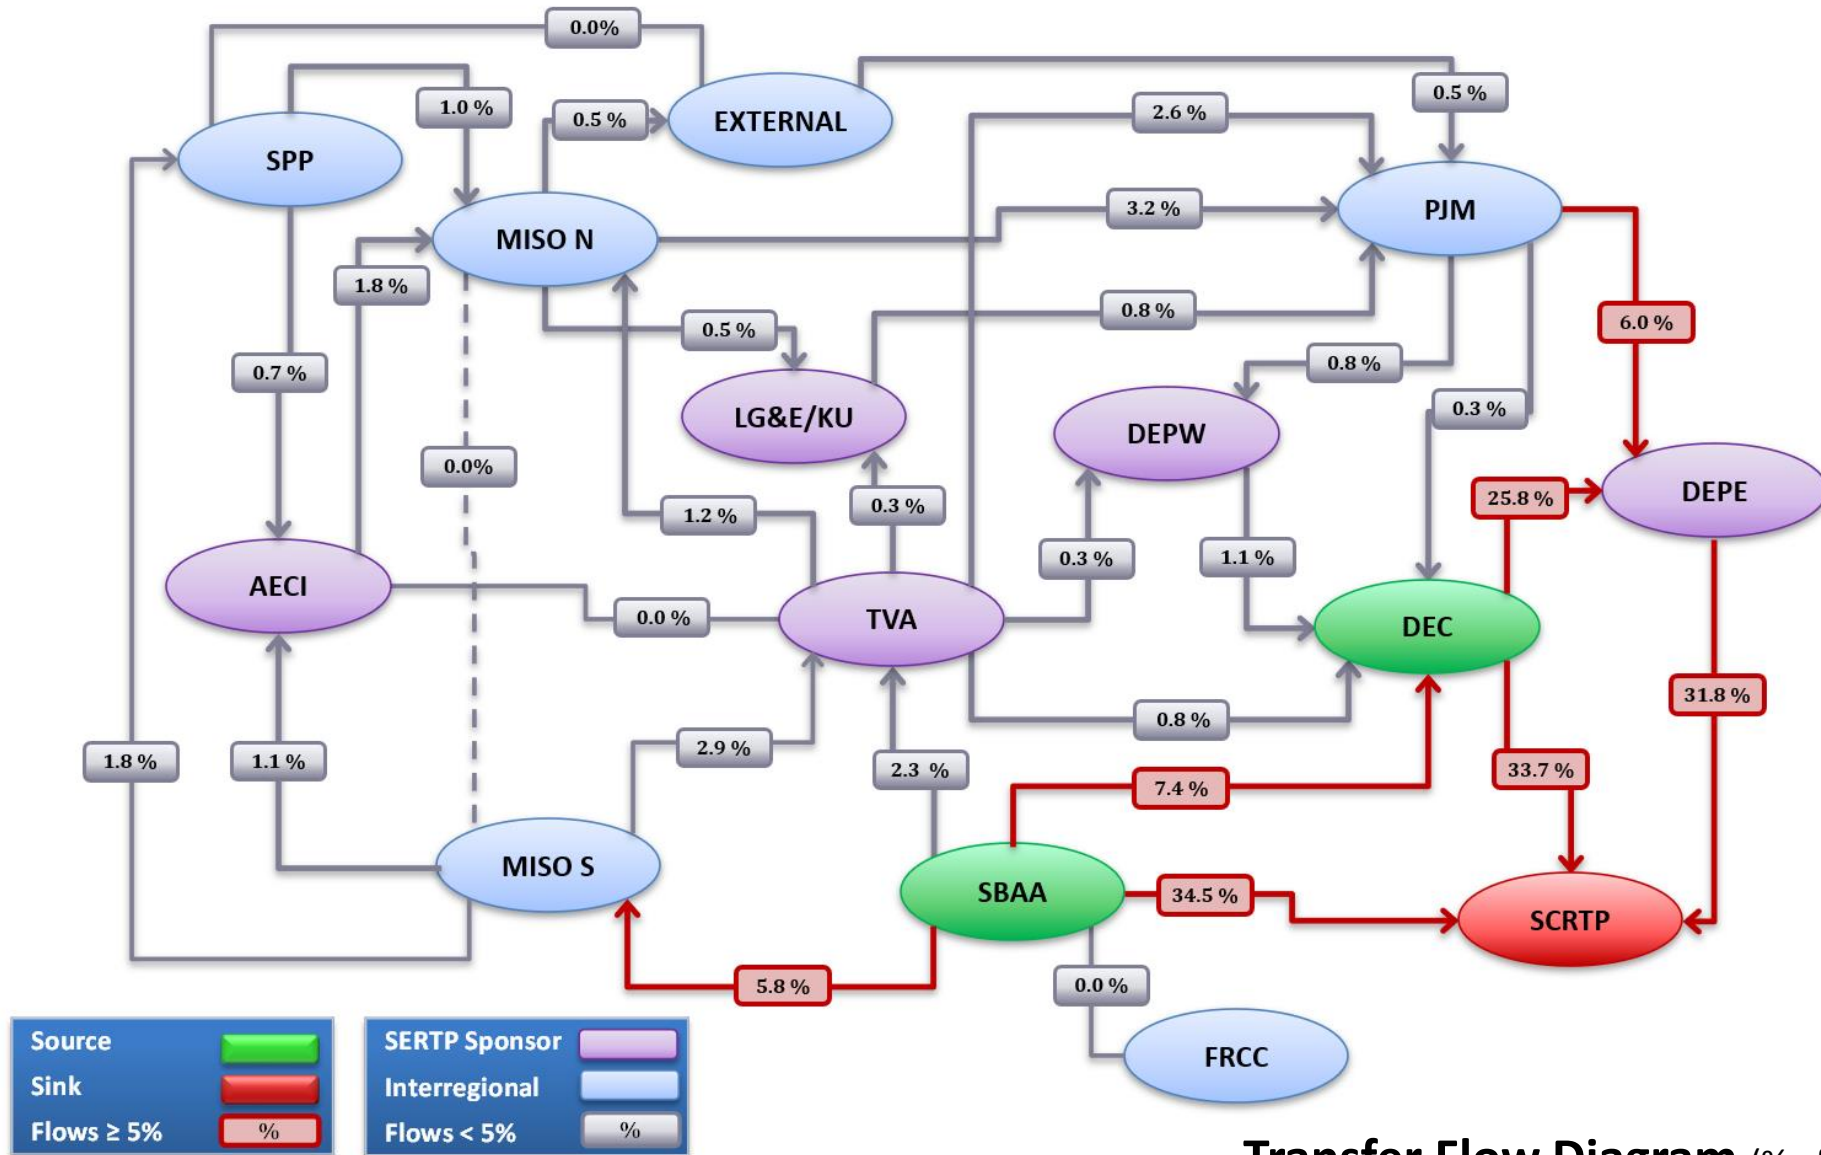 0.0%
1.0 %
0.5 %
EXTERNAL
0.5 %
2.6 %
SPP
3.2 %
PJM
MISO N
1.8 %
0.8 %
6.0 %
0.5 %
0.7 %
0.8 %
0.3 %
LG&E/KU
DEPW
0.0%
25.8 %
DEPE
1.2 %
0.3 %
0.3 %
1.1 %
AECI
0.0 %
TVA
DEC
31.8 %
0.8 %
2.9 %
1.8 %
1.1 %
2.3 %
33.7 %
7.4 %
MISO S
SBAA
34.5 %
SCRTP
5.8 %
0.0 %
FRCC
Source
Sink
Flows ≥ 5% %
SERTP Sponsor
Interregional
Flows < 5% %
Transfer Flow Diagram (%